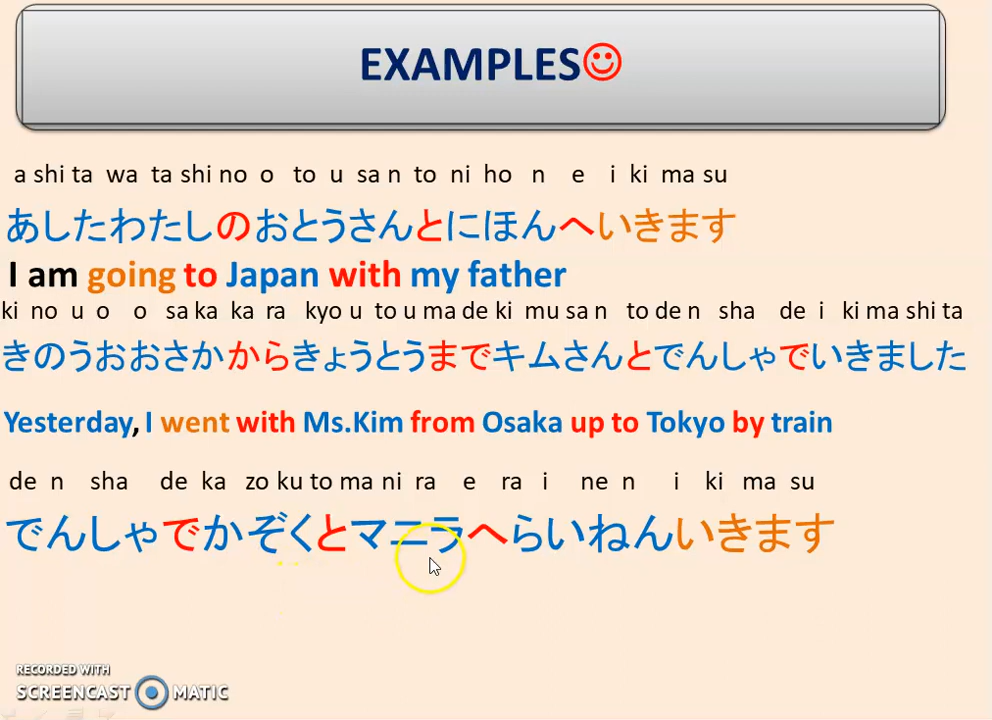 EXAMPLES☺
a shi ta wa ta shi no o to u sa n to ni ho n e i ki ma su
あしたわたしのおとうさんとにほんへいきます
I am going to Japan with my father
ki no u o o sa ka ka ra kyo u to u ma de ki mu sa n to de n sha de i ki ma shi ta
きのうおおさかからきょうとうまでキムさんとでんしゃでいきました
Yesterday, I went with Ms.Kim from Osaka up to Tokyo by train
de n sha de ka zo ku to ma ni ra e ra i ne n i ki ma su
でんしゃでかぞくとマニラへらいねんいきます
RECORDED WITH
SCREENCAST MATIC